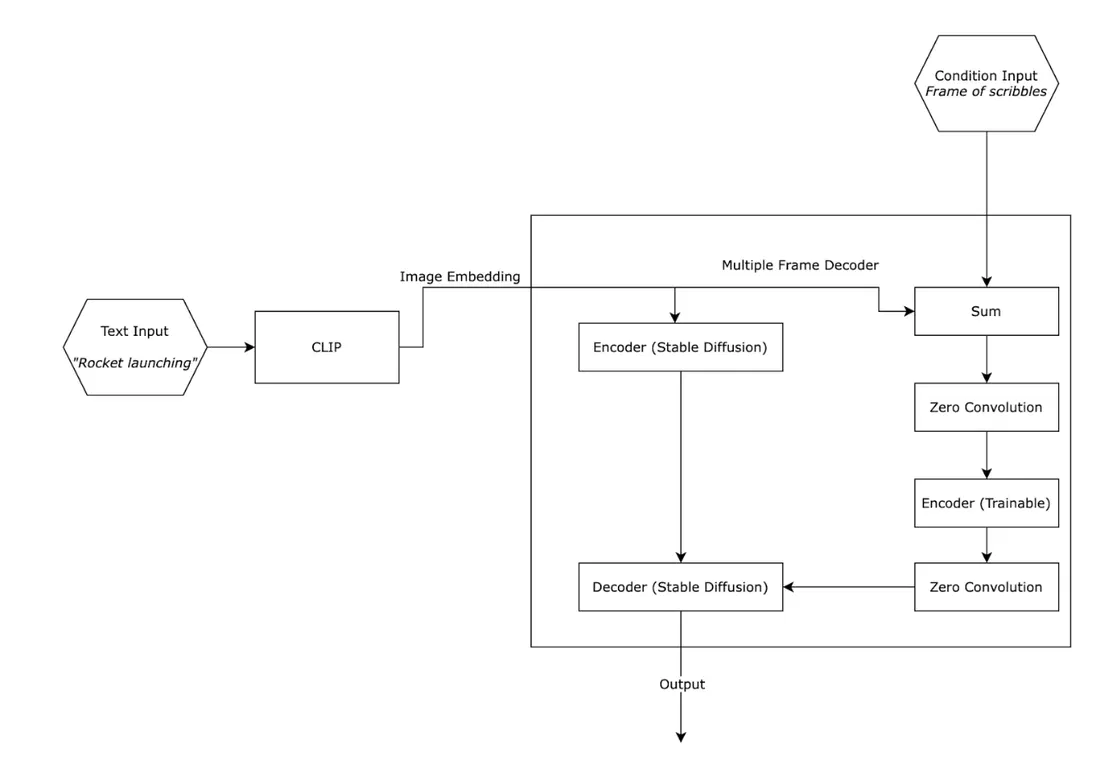 Condition Input
Frame of scribbles
Image Embedding
Multiple Frame Decoder
Text Input
"Rocket launching"
CLIP
Sum
Encoder (Stable Diffusion)
Zero Convolution
Encoder (Trainable)
Decoder (Stable Diffusion)
Zero Convolution
Output